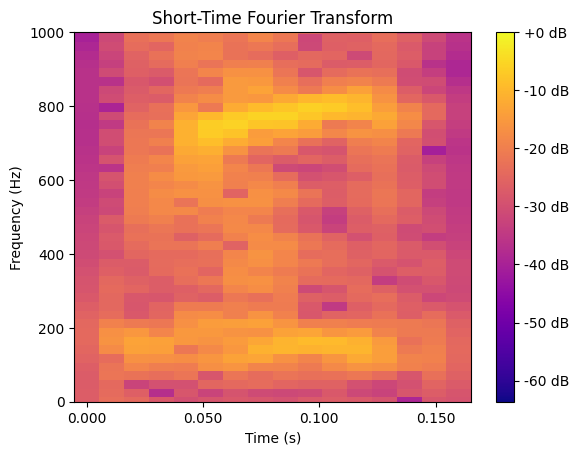 Short-Time Fourier Transform
1000
800
600
400
200
0
Frequency (Hz)
0.000
0.050
0.100
0.150
Time (s)
+0 dB
-10 dB
-20 dB
-30 dB
-40 dB
-50 dB
-60 dB